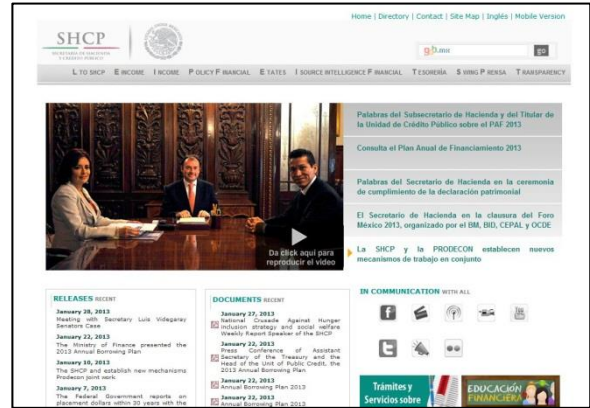 Home | Directory | Contact | Site Map | Inglés | Mobile Version
SHCP
SECRETARÍA DE HACIENDA
Y CRÉDITO PÚBLICO
gob.mx
go
L TO SHCP E INCOME I NCOME P OLICY F INANCIAL E TATES I SOURCE INTELLIGENCE F INANCIAL T ESORERÍA S WING P RENSA T RANSPARENCY
Palabras del Subsecretario de Hacienda y del Titular de
la Unidad de Crédito Público sobre el PAF 2013
Consulta el Plan Anual de Financiamiento 2013
Palabras del Secretario de Hacienda en la ceremonia
de cumplimiento de la declaración patrimonial
El Secretario de Hacienda en la clausura del Foro
México 2013, organizado por el BM, BID, CEPAL y OCDE
La SHCP y la PRODECON establecen nuevos
mecanismos de trabajo en conjunto
Da click aquí para
reproducir el video
RELEASES RECENT
January 28, 2013
Meeting with Secretary Luis Videgaray
Senators Case
January 22, 2013
The Ministry of Finance presented the
2013 Annual Borrowing Plan
January 10, 2013
The SHCP and establish new mechanisms
Prodecon joint work.
January 7, 2013
The Federal Government reports on
placement dollars within 30 years with the
DOCUMENTS RECENT
January 27, 2013
National Crusade Against Hunger
inclusion strategy and social welfare
Weekly Report Speaker of the SHCP
January 22, 2013
Press Conference of Assistant
Secretary of the Treasury and the
Head of the Unit of Public Credit, the
2013 Annual Borrowing Plan
January 22, 2013
Annual Borrowing Plan 2013
January 22, 2013
Annual Borrowing Plan 2013
IN COMMUNICATION WITH ALL
Trámites y
Servicios sobre
EDUCACIÓN
FINANCIERA